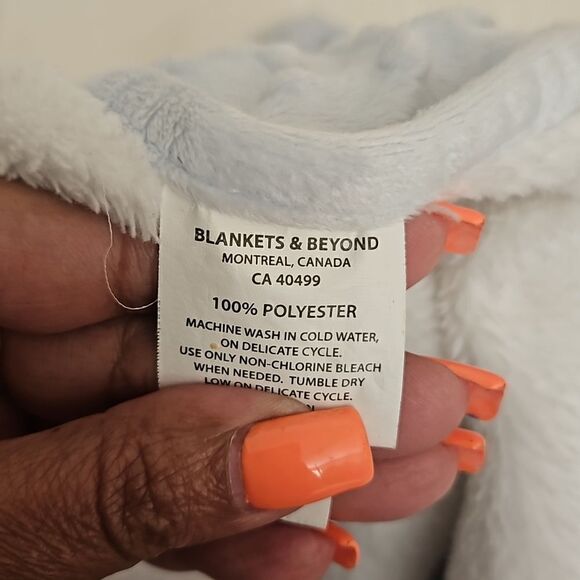 BLANKETS & BEYOND
MONTREAL, CANADA
CA 40499
100% POLYESTER
MACHINE WASH IN COLD WATER,
ON DELICATE CYCLE.
USE ONLY NON-CHLORINE BLEACH
WHEN NEEDED. TUMBLE DRY
LOW ON DELICATE CYCLE.